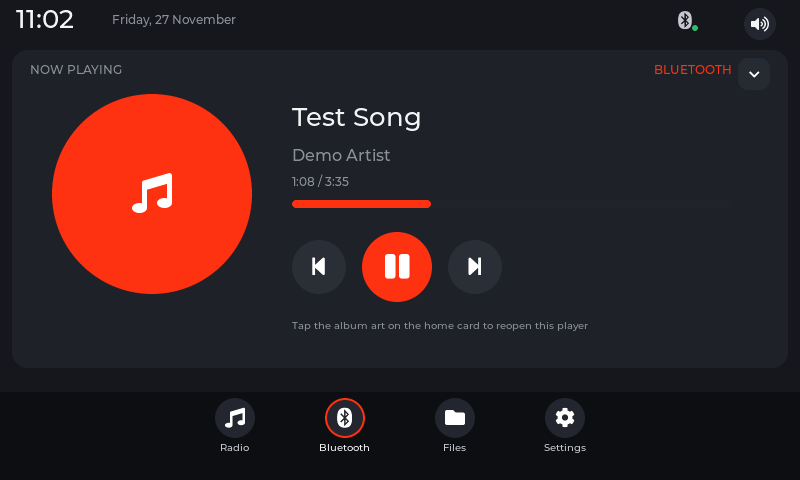 11:02
Friday, 27 November
NOW PLAYING
BLUETOOTH
Test Song
Demo Artist
1:08 / 3:35
Tap the album art on the home card to reopen this player
Radio
Bluetooth
Files
Settings